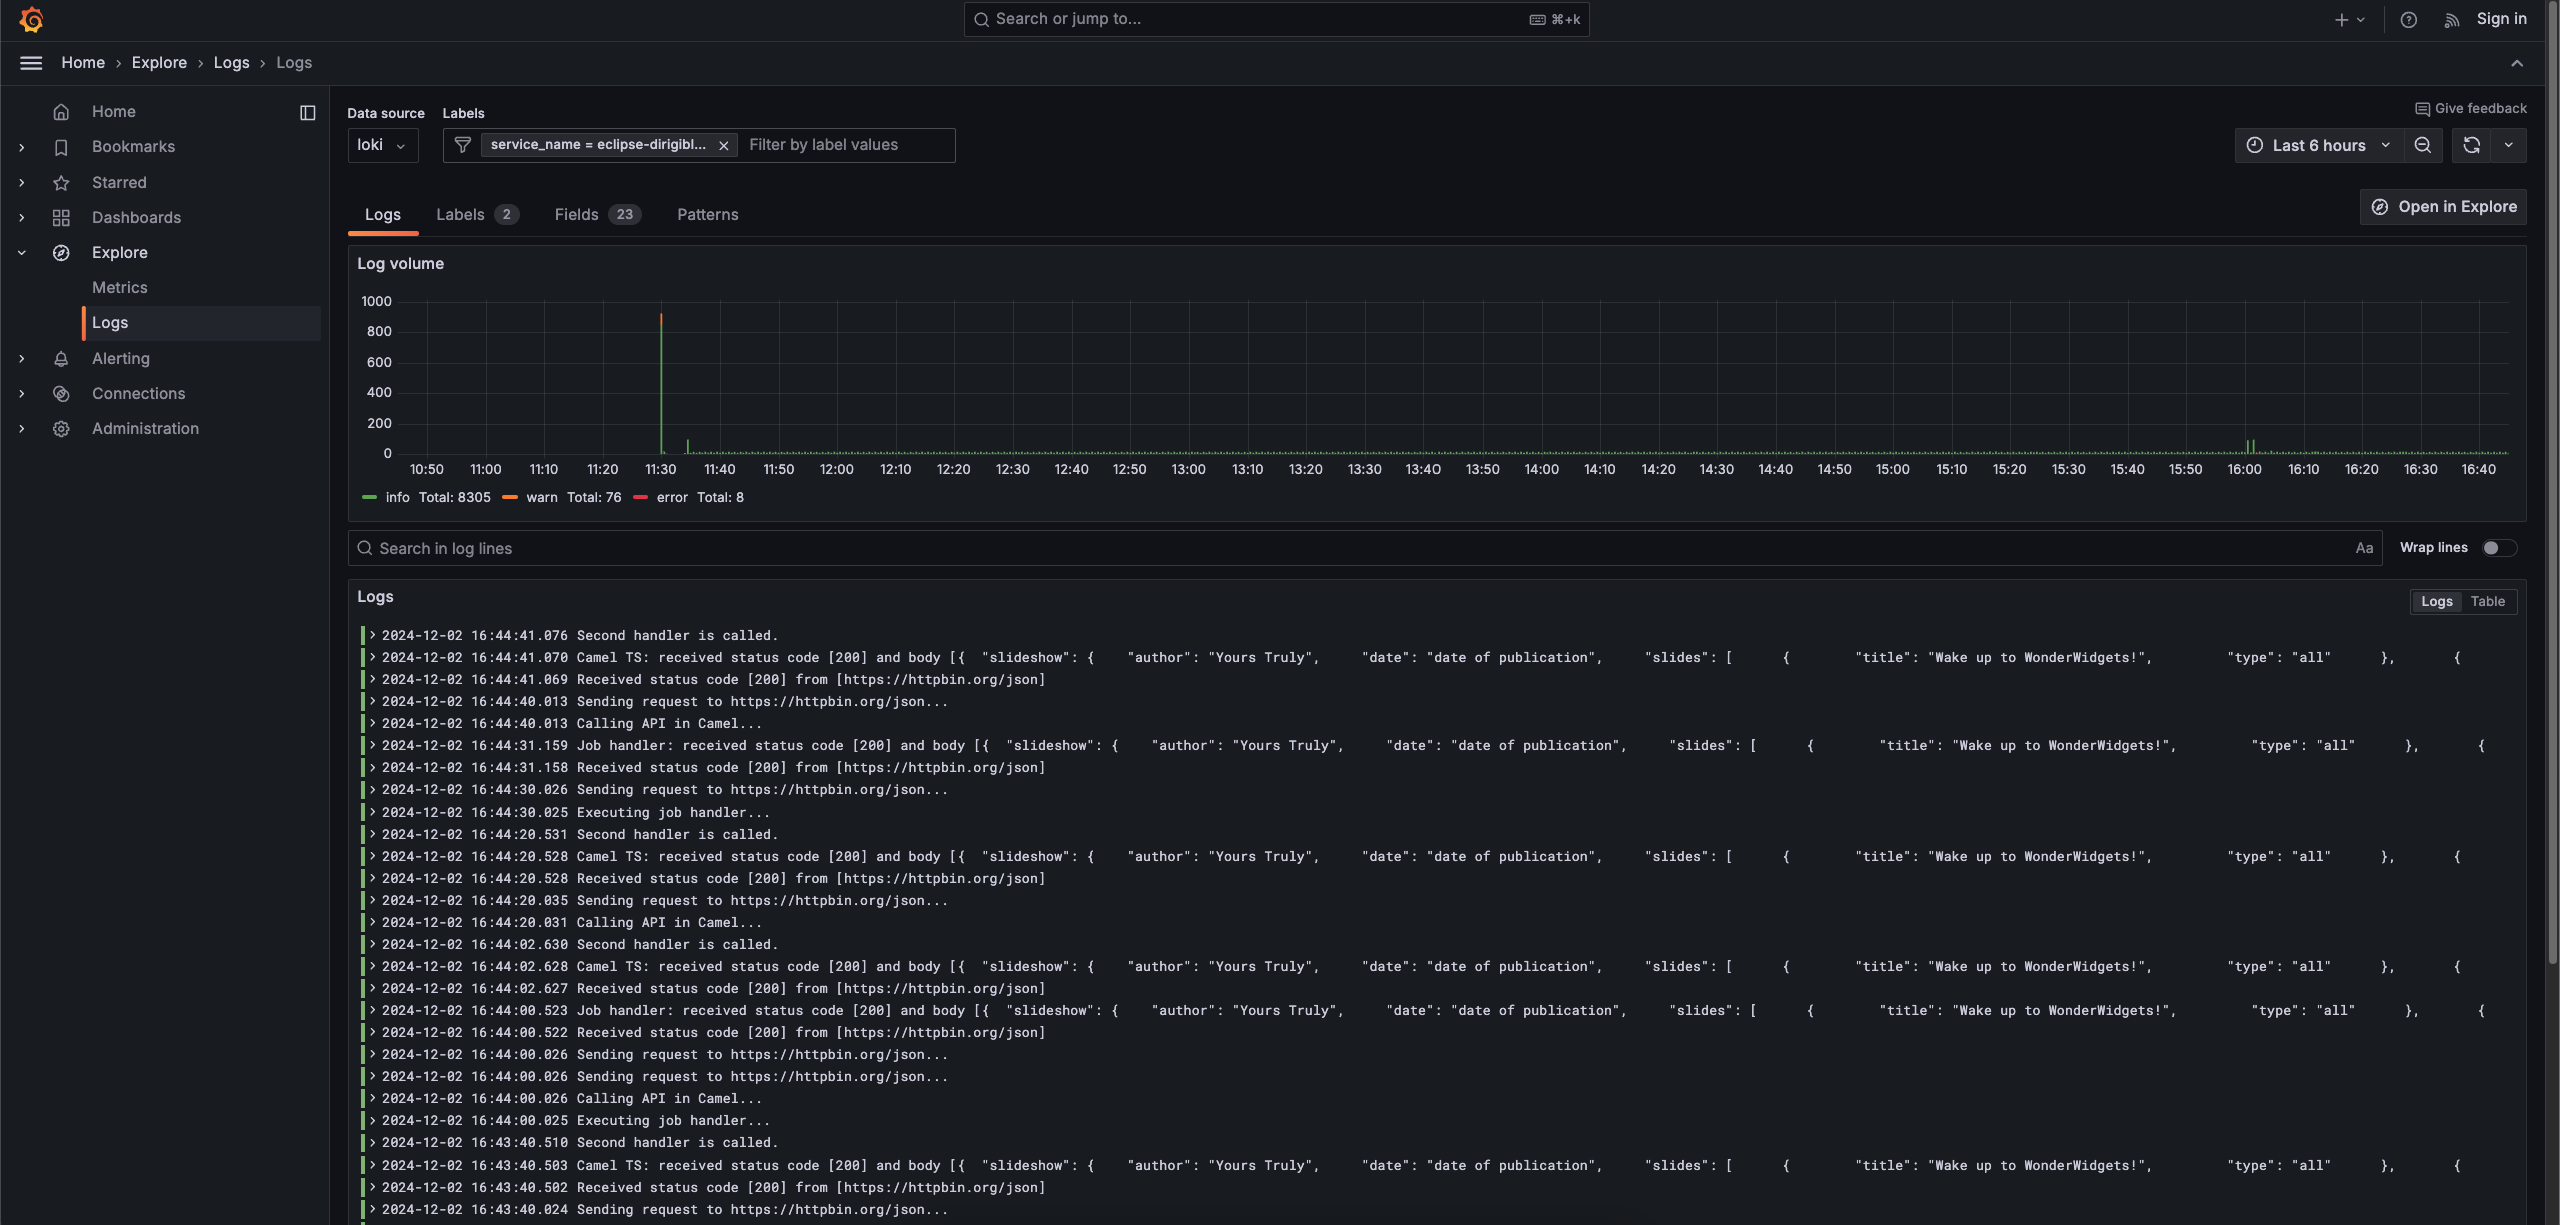 Search or jump to...
⌘+k
Sign in
Home › Explore › Logs › Logs
Home
Bookmarks
Starred
Dashboards
Explore
Metrics
Logs
Alerting
Connections
Administration
Data source Labels
Give feedback
loki
service_name = eclipse-dirigibl...
Filter by label values
Last 6 hours
Logs Labels 2 Fields 23 Patterns
Open in Explore
Log volume
1000
800
600
400
200
0
10:50 11:00 11:10 11:20 11:30 11:40 11:50 12:00 12:10 12:20 12:30 12:40 12:50 13:00 13:10 13:20 13:30 13:40 13:50 14:00 14:10 14:20 14:30 14:40 14:50 15:00 15:10 15:20 15:30 15:40 15:50 16:00 16:10 16:20 16:30 16:40
info Total: 8305 warn Total: 76 error Total: 8
Search in log lines
Aa
Wrap lines
Logs
Logs Table
2024-12-02 16:44:41.076 Second handler is called.
2024-12-02 16:44:41.070 Camel TS: received status code [200] and body [{ "slideshow": { "author": "Yours Truly", "date": "date of publication", "slides": [ { "title": "Wake up to WonderWidgets!", "type": "all" }, {
2024-12-02 16:44:41.069 Received status code [200] from [https://httpbin.org/json]
2024-12-02 16:44:40.013 Sending request to https://httpbin.org/json...
2024-12-02 16:44:40.013 Calling API in Camel...
2024-12-02 16:44:31.159 Job handler: received status code [200] and body [{ "slideshow": { "author": "Yours Truly", "date": "date of publication", "slides": [ { "title": "Wake up to WonderWidgets!", "type": "all" }, {
2024-12-02 16:44:31.158 Received status code [200] from [https://httpbin.org/json]
2024-12-02 16:44:30.026 Sending request to https://httpbin.org/json...
2024-12-02 16:44:30.025 Executing job handler...
2024-12-02 16:44:20.531 Second handler is called.
2024-12-02 16:44:20.528 Camel TS: received status code [200] and body [{ "slideshow": { "author": "Yours Truly", "date": "date of publication", "slides": [ { "title": "Wake up to WonderWidgets!", "type": "all" }, {
2024-12-02 16:44:20.528 Received status code [200] from [https://httpbin.org/json]
2024-12-02 16:44:20.035 Sending request to https://httpbin.org/json...
2024-12-02 16:44:20.031 Calling API in Camel...
2024-12-02 16:44:02.630 Second handler is called.
2024-12-02 16:44:02.628 Camel TS: received status code [200] and body [{ "slideshow": { "author": "Yours Truly", "date": "date of publication", "slides": [ { "title": "Wake up to WonderWidgets!", "type": "all" }, {
2024-12-02 16:44:02.627 Received status code [200] from [https://httpbin.org/json]
2024-12-02 16:44:00.523 Job handler: received status code [200] and body [{ "slideshow": { "author": "Yours Truly", "date": "date of publication", "slides": [ { "title": "Wake up to WonderWidgets!", "type": "all" }, {
2024-12-02 16:44:00.522 Received status code [200] from [https://httpbin.org/json]
2024-12-02 16:44:00.026 Sending request to https://httpbin.org/json...
2024-12-02 16:44:00.026 Sending request to https://httpbin.org/json...
2024-12-02 16:44:00.026 Calling API in Camel...
2024-12-02 16:44:00.025 Executing job handler...
2024-12-02 16:43:40.510 Second handler is called.
2024-12-02 16:43:40.503 Camel TS: received status code [200] and body [{ "slideshow": { "author": "Yours Truly", "date": "date of publication", "slides": [ { "title": "Wake up to WonderWidgets!", "type": "all" }, {
2024-12-02 16:43:40.502 Received status code [200] from [https://httpbin.org/json]
2024-12-02 16:43:40.024 Sending request to https://httpbin.org/json...